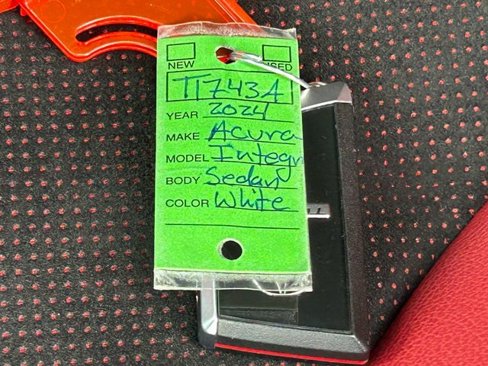 NEW USED
TI743A
YEAR 2024
MAKE Acura
MODEL Integr
BODY Sedan
COLOR White